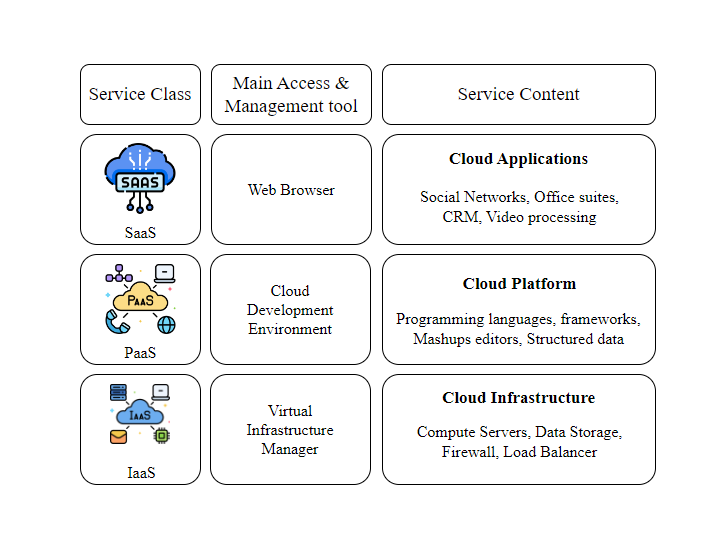 Service Class
Main Access &
Management tool
Service Content
SAAS
SaaS
Web Browser
Cloud Applications
Social Networks, Office suites,
CRM, Video processing
PAAS
PaaS
Cloud
Development
Environment
Cloud Platform
Programming languages, frameworks,
Mashups editors, Structured data
IAAS
IaaS
Virtual
Infrastructure
Manager
Cloud Infrastructure
Compute Servers, Data Storage,
Firewall, Load Balancer